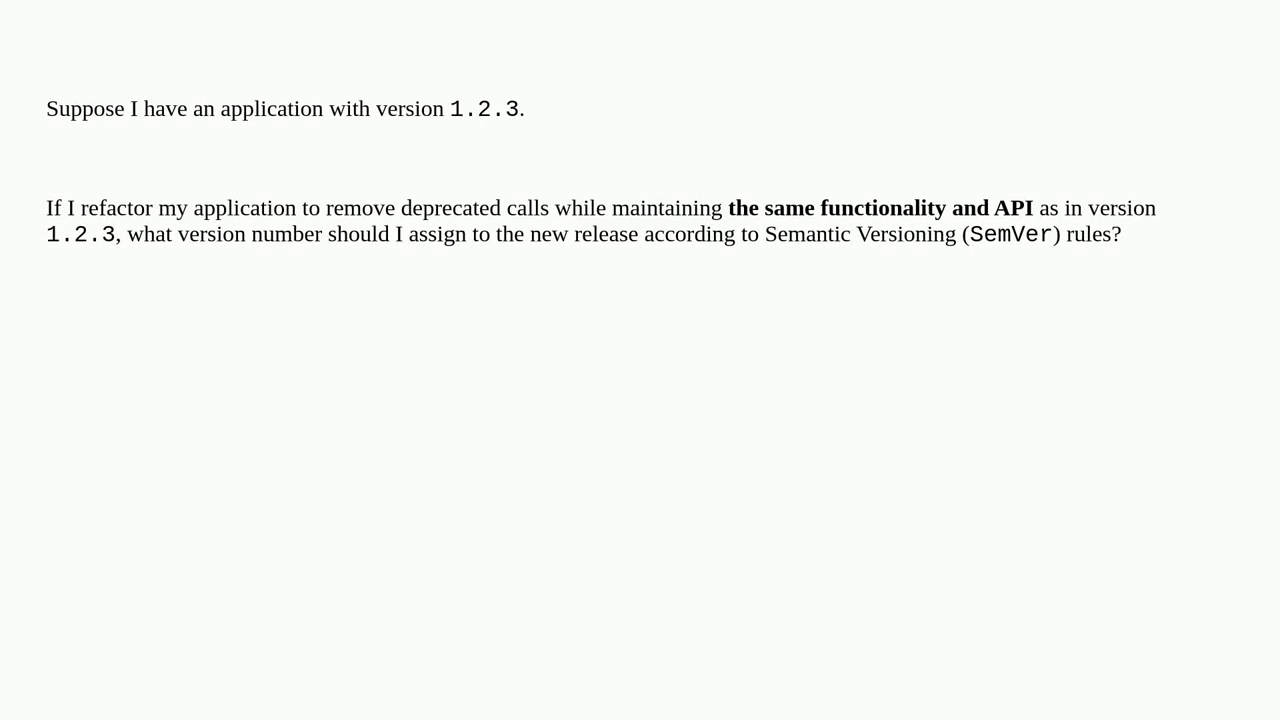 Suppose I have an application with version 1.2.3.
If I refactor my application to remove deprecated calls while maintaining the same functionality and API as in version
1.2.3, what version number should I assign to the new release according to Semantic Versioning (SemVer) rules?